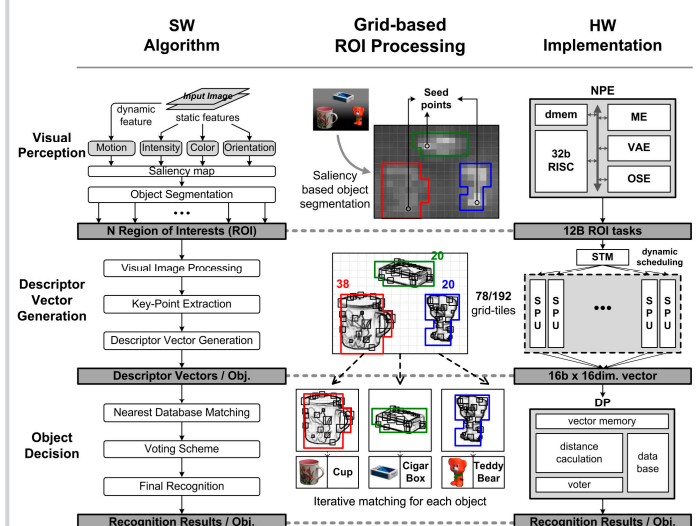 SW
Algorithm
Grid-based
ROI Processing
HW
Implementation
Visual
Perception
Input Image
dynamic
feature
static features
Motion
Intensity
Color
Orientation
Saliency map
Object Segmentation
•••
N Region of Interests (ROI)
Seed
points
Saliency
based object
segmentation
NPE
dmem
32b
RISC
ME
VAE
OSE
12B ROI tasks
Descriptor
Vector
Generation
Visual Image Processing
Key-Point Extraction
Descriptor Vector Generation
Descriptor Vectors / Obj.
38
20
20
78/192
grid-tiles
STM
dynamic
scheduling
SPU
SPU
•••
SPU
SPU
16b x 16dim. vector
Object
Decision
Nearest Database Matching
Voting Scheme
Final Recognition
Recognition Results / Obj.
Cup
Cigar
Box
Teddy
Bear
Iterative matching for each object
DP
vector memory
distance
caculation
data
base
voter
Recognition Results / Obj.